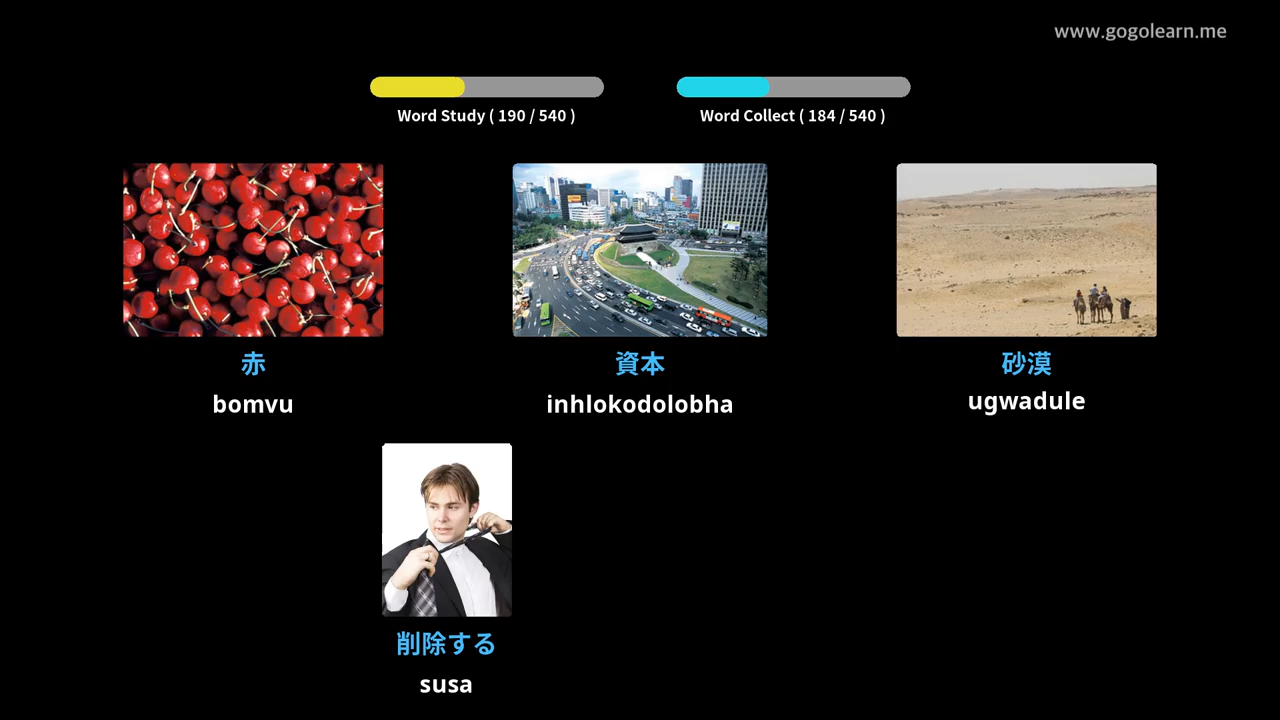 www.gogolearn.me
Word Study ( 190 / 540 )
Word Collect ( 184 / 540 )
赤
bomvu
資本
inhlokodolobha
砂漠
ugwadule
削除する
susa